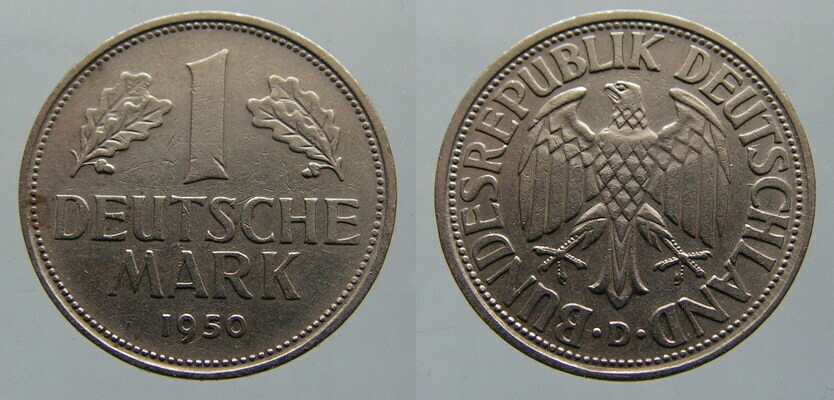 1
DEUTSCHE
MARK
1950
BUNDESREPUBLIK DEUTSCHLAND
· D ·